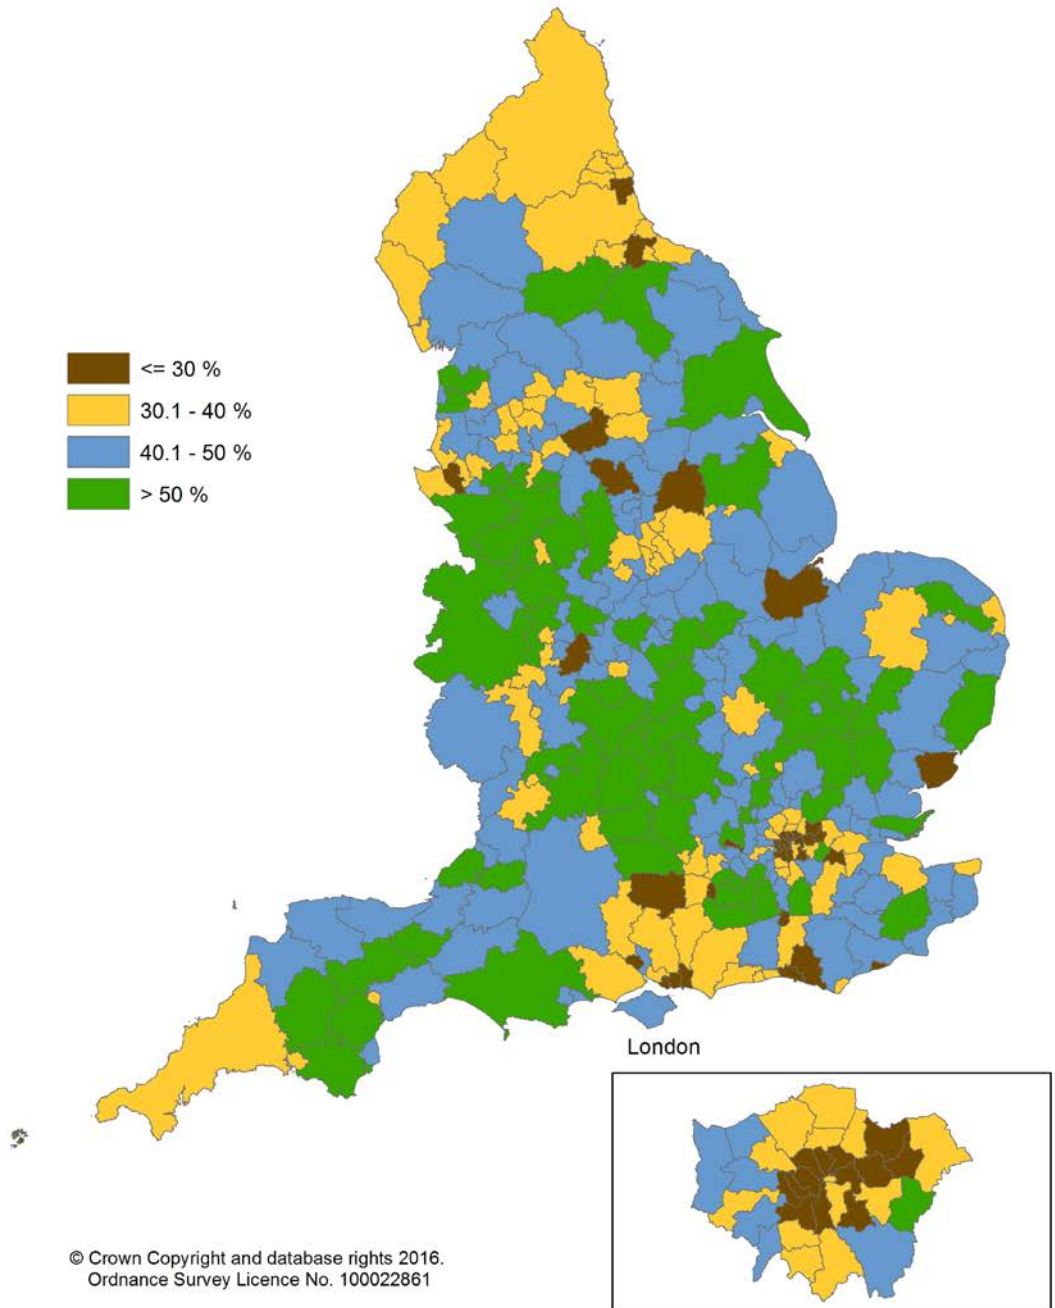 <= 30 %
30.1 - 40 %
40.1 - 50 %
> 50 %
London
© Crown Copyright and database rights 2016.
Ordnance Survey Licence No. 100022861